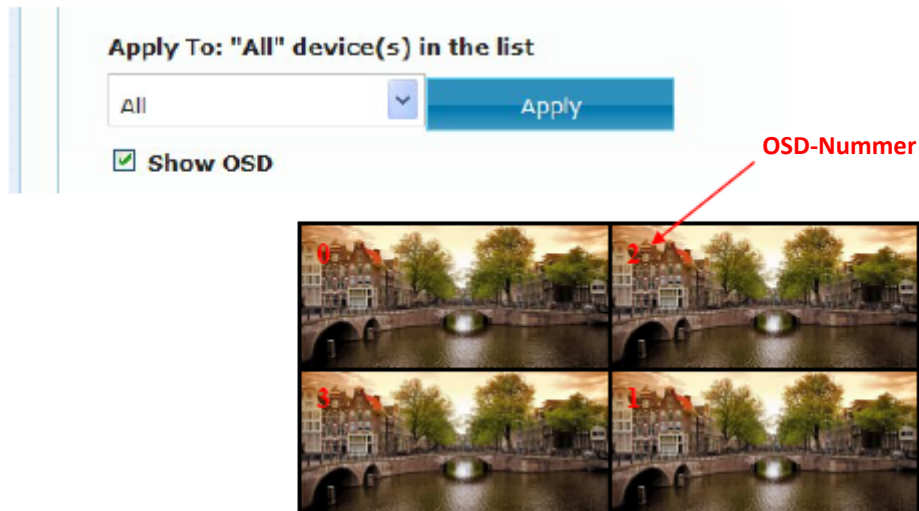 Apply To: "All" device(s) in the list
All
Apply
Show OSD
OSD-Nummer
0
2
3
1